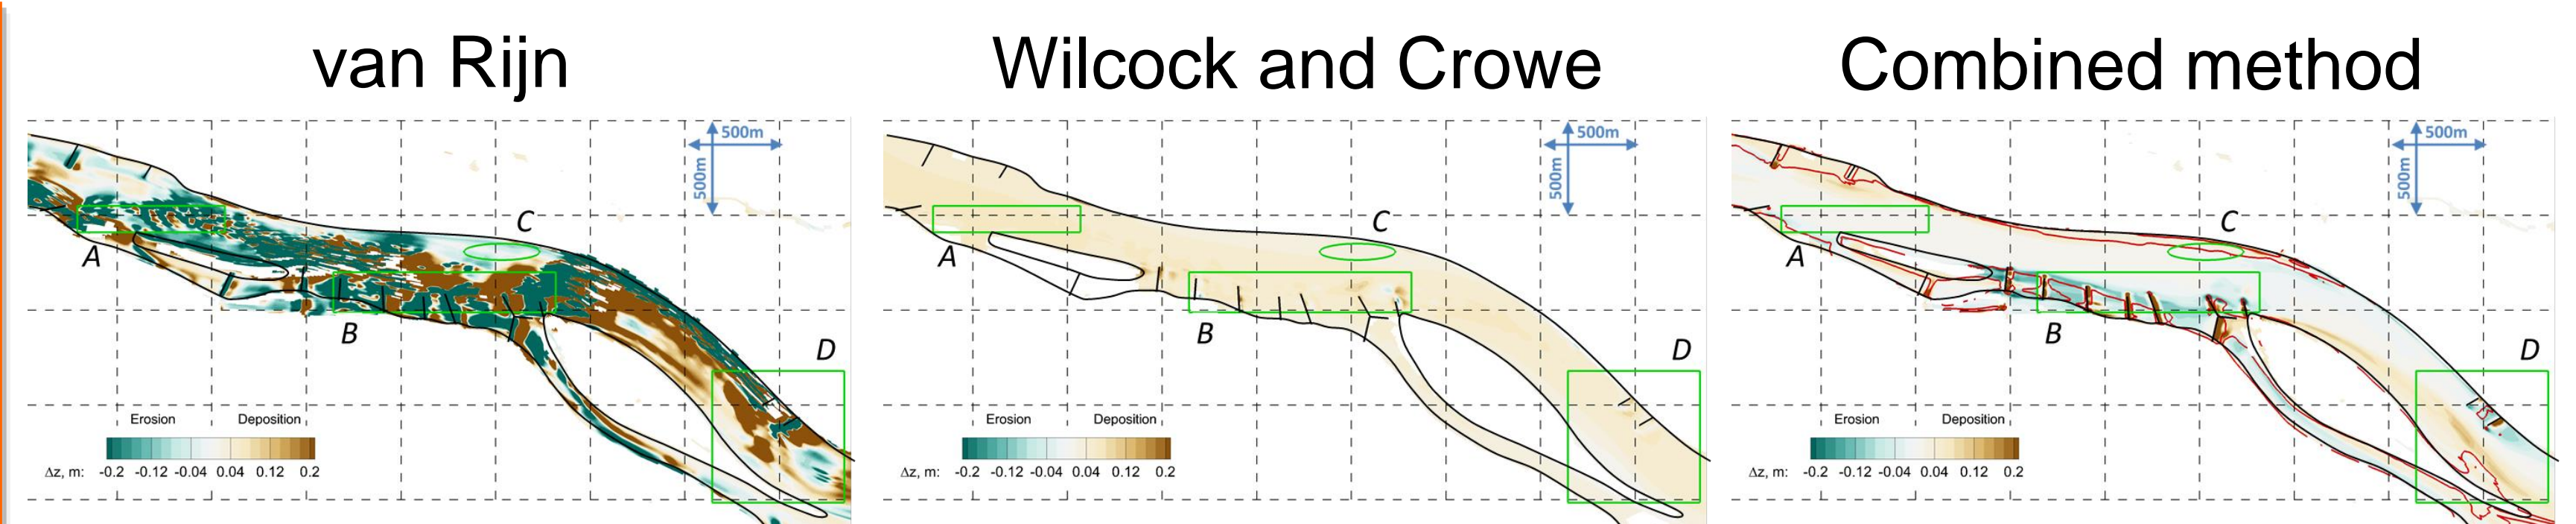 van Rijn
500m
500m
A
B
C
D
Erosion Deposition
Δz, m: -0.2 -0.12 -0.04 0.04 0.12 0.2
Wilcock and Crowe
500m
500m
A
B
C
D
Erosion Deposition
Δz, m: -0.2 -0.12 -0.04 0.04 0.12 0.2
Combined method
500m
500m
A
B
C
D
Erosion Deposition
Δz, m: -0.2 -0.12 -0.04 0.04 0.12 0.2